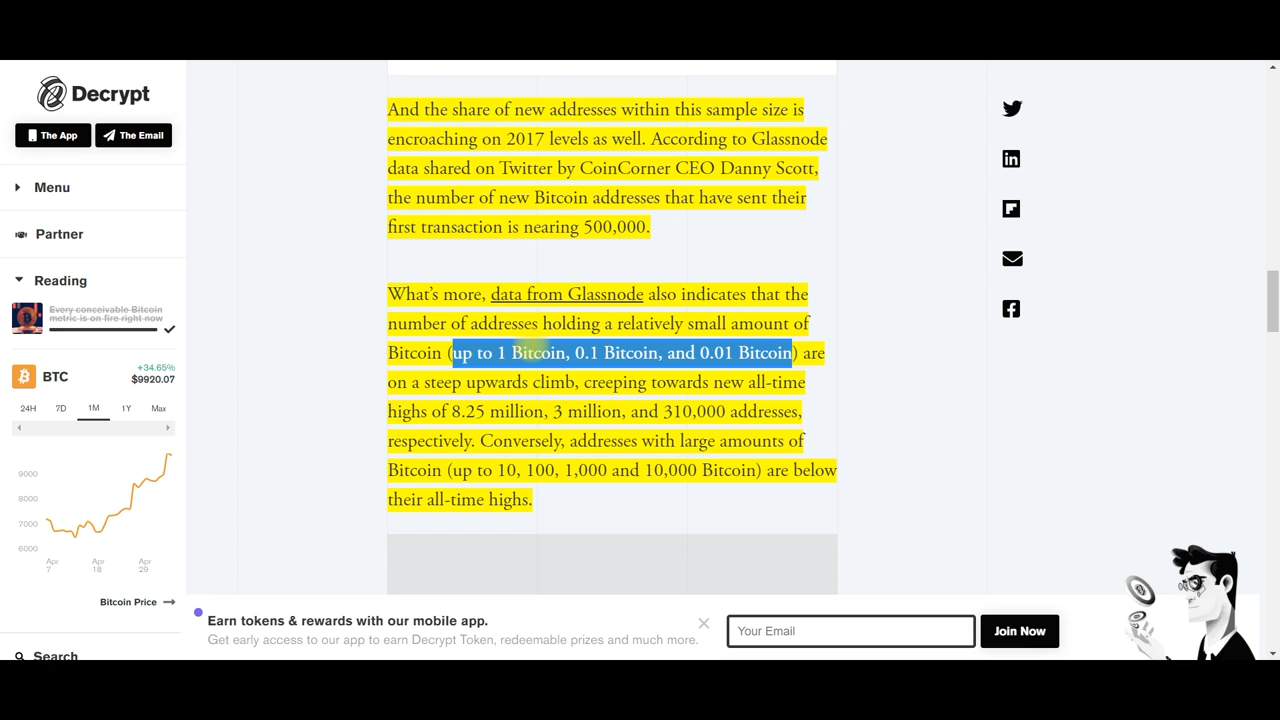 Decrypt
The App
The Email
Menu
Partner
Reading
Every conceivable Bitcoin
metric is on fire right now
BTC
+34.65%
$9920.07
24H 7D 1M 1Y Max
9000
8000
7000
6000
Apr
7
Apr
18
Apr
29
Bitcoin Price
Search
And the share of new addresses within this sample size is
encroaching on 2017 levels as well. According to Glassnode
data shared on Twitter by CoinCorner CEO Danny Scott,
the number of new Bitcoin addresses that have sent their
first transaction is nearing 500,000.
What's more, data from Glassnode also indicates that the
number of addresses holding a relatively small amount of
Bitcoin (up to 1 Bitcoin, 0.1 Bitcoin, and 0.01 Bitcoin) are
on a steep upwards climb, creeping towards new all-time
highs of 8.25 million, 3 million, and 310,000 addresses,
respectively. Conversely, addresses with large amounts of
Bitcoin (up to 10, 100, 1,000 and 10,000 Bitcoin) are below
their all-time highs.
Earn tokens & rewards with our mobile app.
Get early access to our app to earn Decrypt Token, redeemable prizes and much more.
Your Email
Join Now